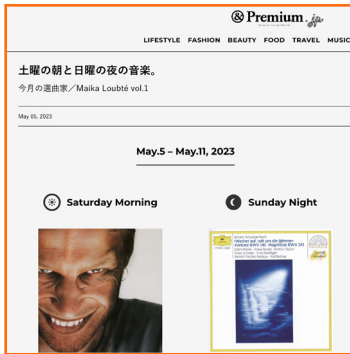 & Premium.jp
LIFESTYLE FASHION BEAUTY FOOD TRAVEL MUSIC
土曜の朝と日曜の夜の音楽。
今月の選曲家／Maika Loubté vol.1
May 05, 2023
May.5 – May.11, 2023
Saturday Morning
Sunday Night